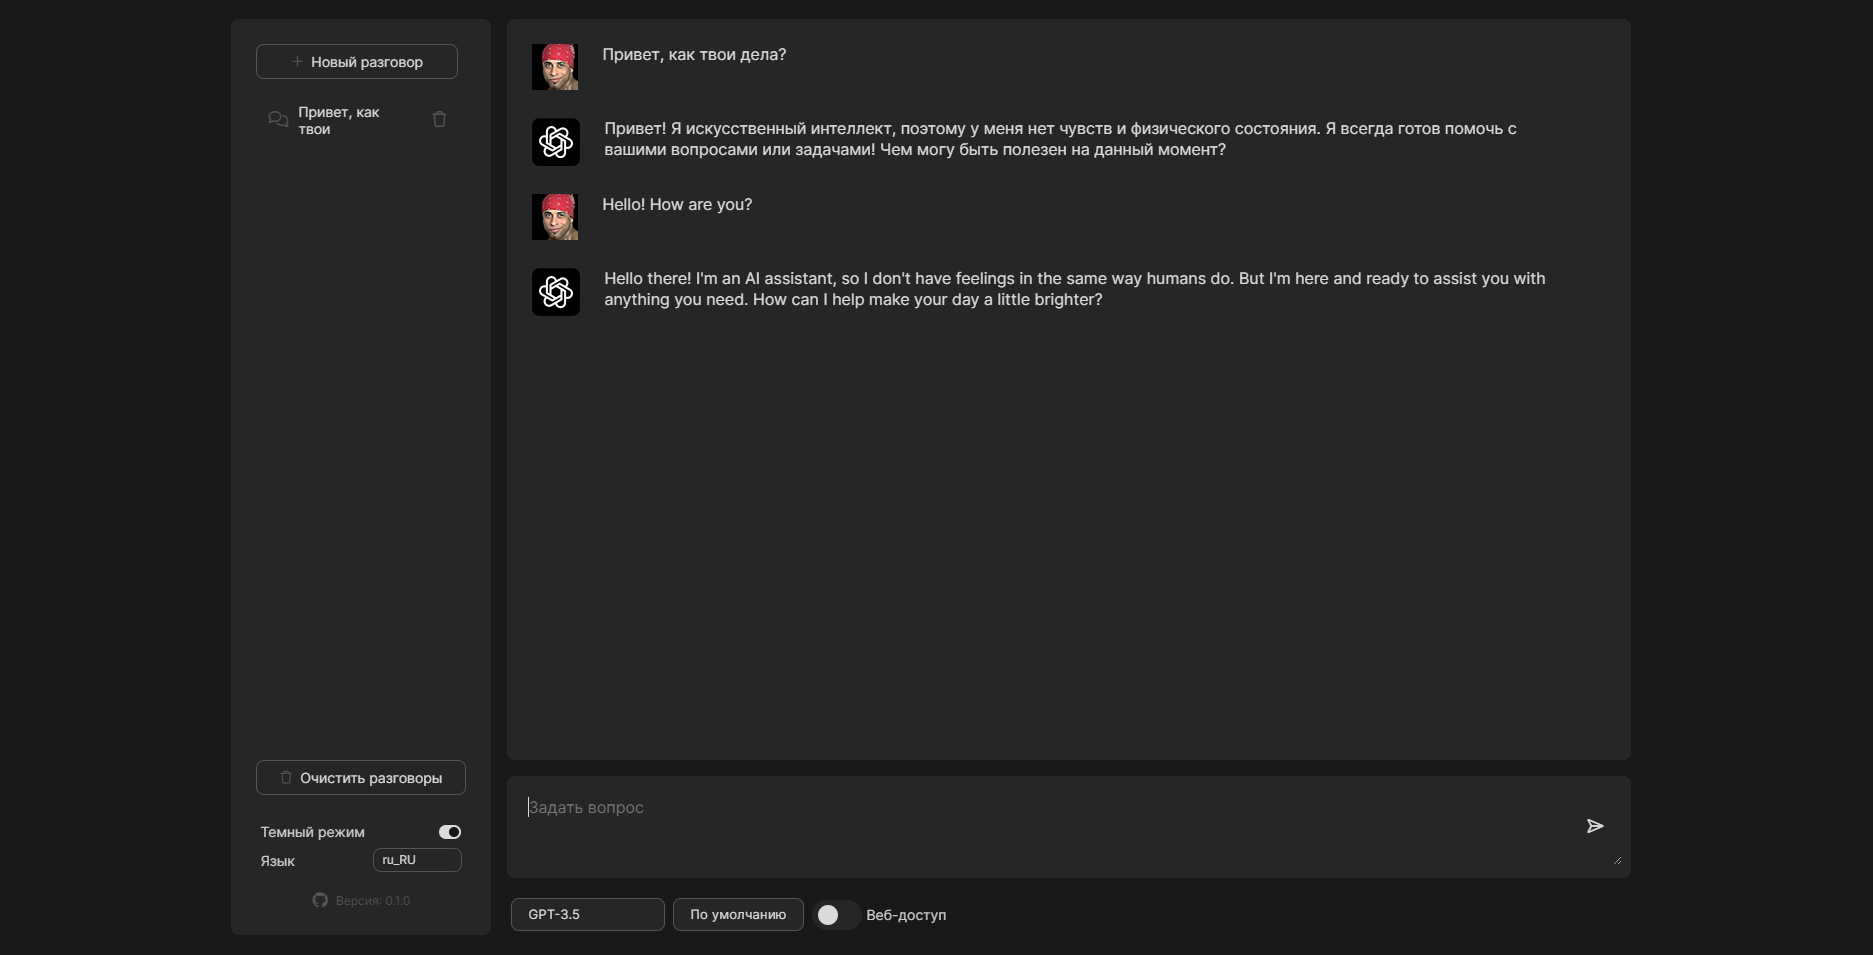 Новый разговор
Привет, как
твои
Очистить разговоры
Темный режим
Язык
ru_RU
Версия: 0.1.0
Привет, как твои дела?
Привет! Я искусственный интеллект, поэтому у меня нет чувств и физического состояния. Я всегда готов помочь с
вашими вопросами или задачами! Чем могу быть полезен на данный момент?
Hello! How are you?
Hello there! I'm an AI assistant, so I don't have feelings in the same way humans do. But I'm here and ready to assist you with
anything you need. How can I help make your day a little brighter?
Задать вопрос
GPT-3.5
По умолчанию
Веб-доступ